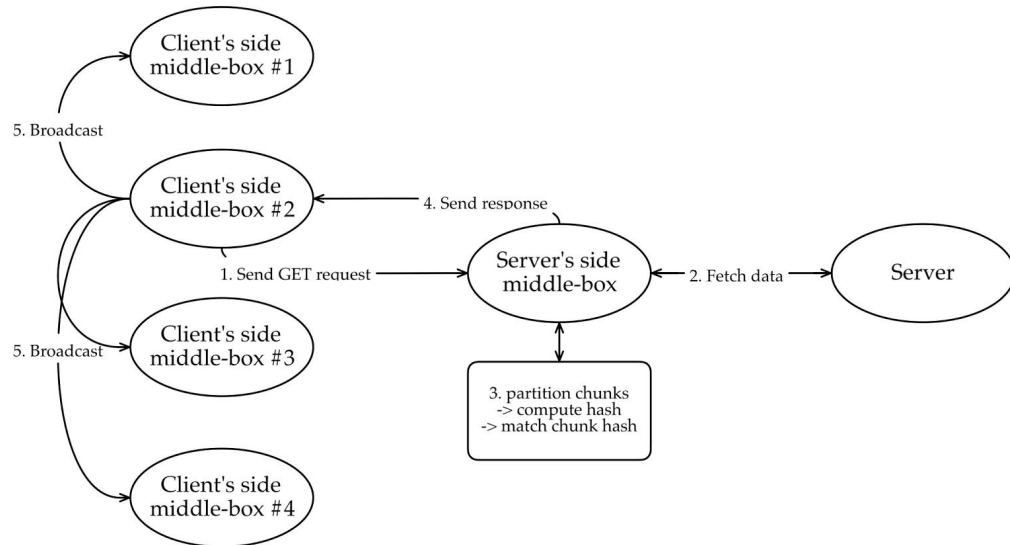 Client's side
middle-box #1
5. Broadcast
Client's side
middle-box #2
4. Send response
1. Send GET request
Server's side
middle-box
2. Fetch data
Server
Client's side
middle-box #3
5. Broadcast
3. partition chunks
-> compute hash
-> match chunk hash
Client's side
middle-box #4